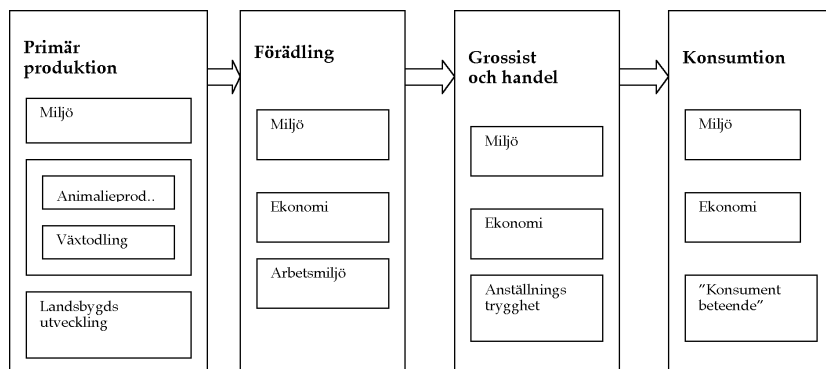 Primär
produktion
Miljö
Animalieprod..
Växtodling
Landsbygds
utveckling
Förädling
Miljö
Ekonomi
Arbetsmiljö
Grossist
och handel
Miljö
Ekonomi
Anställnings
trygghet
Konsumtion
Miljö
Ekonomi
”Konsument
beteende”